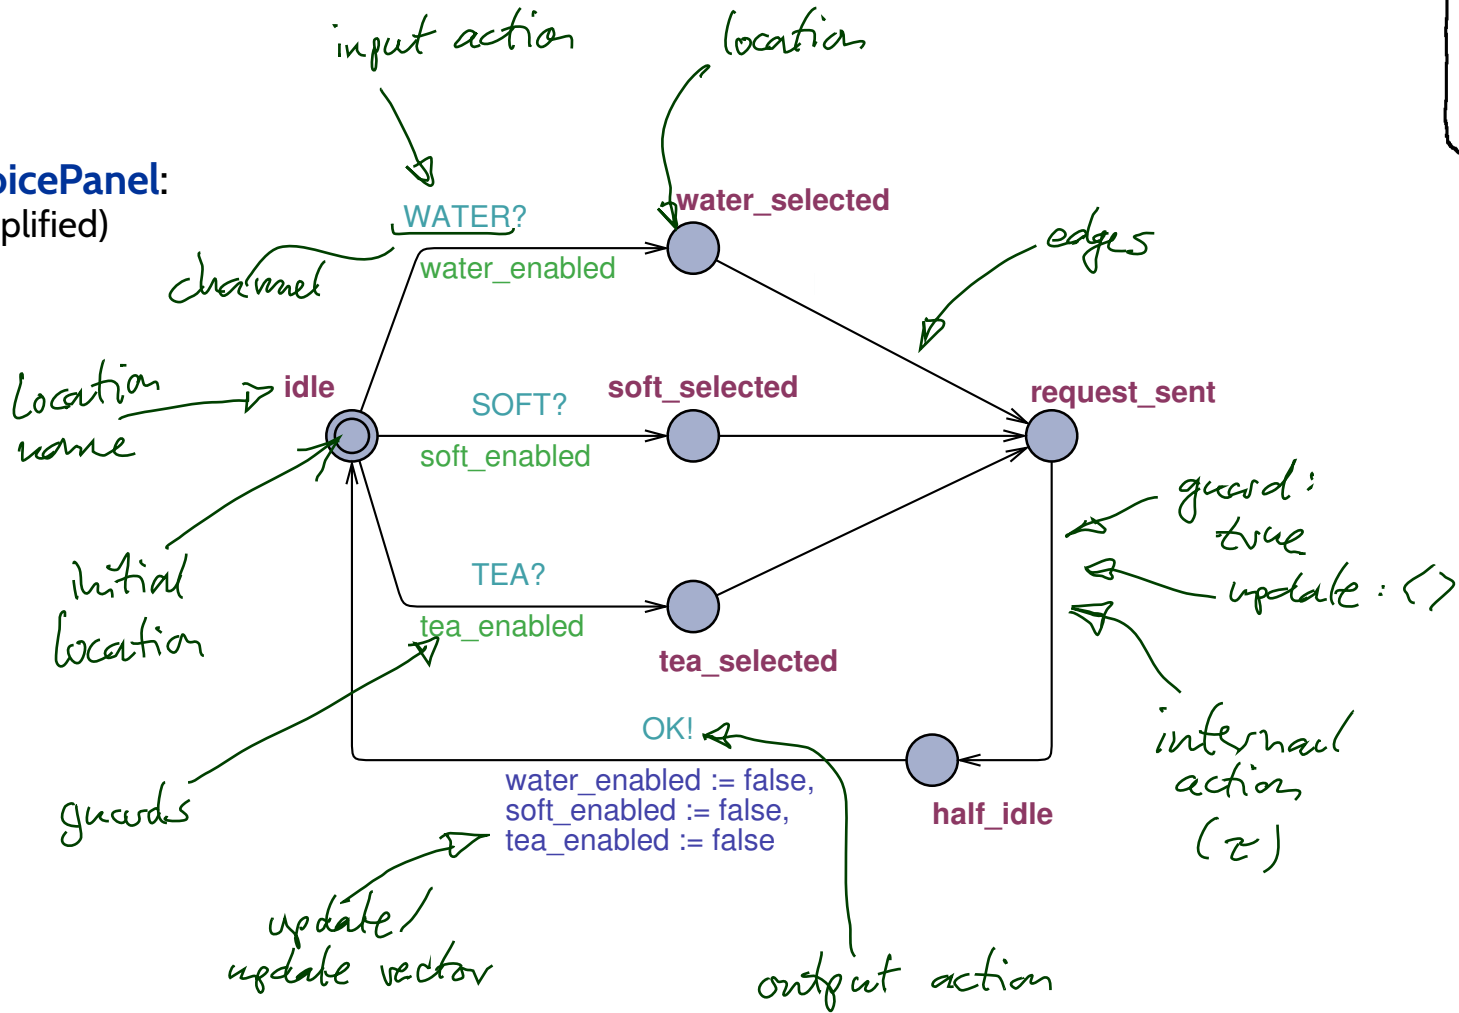 input action
location
oicePanel:
plified)
WATER?
water_selected
channel
water_enabled
edges
location
name
idle
SOFT?
soft_selected
request_sent
soft_enabled
guard:
true
update: <>
initial
location
TEA?
tea_enabled
tea_selected
internal
action
(τ)
OK!
water_enabled := false,
soft_enabled := false,
tea_enabled := false
half_idle
guards
update/
update vector
output action